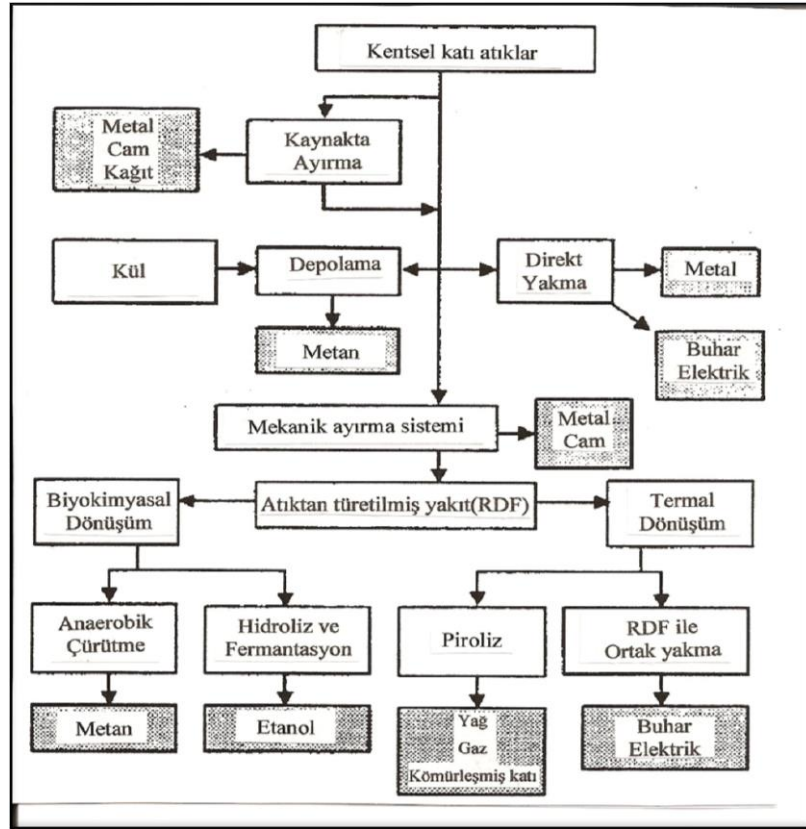 Kentsel katı atıklar
Metal
Cam
Kağıt
Kaynakta
Ayırma
Kül
Depolama
Direkt
Yakma
Metal
Metan
Buhar
Elektrik
Mekanik ayırma sistemi
Metal
Cam
Biyokimyasal
Dönüşüm
Atıktan türetilmiş yakıt(RDF)
Termal
Dönüşüm
Anaerobik
Çürütme
Hidroliz ve
Fermantasyon
Piroliz
RDF ile
Ortak yakma
Metan
Etanol
Yağ
Gaz
Kömürleşmiş katı
Buhar
Elektrik